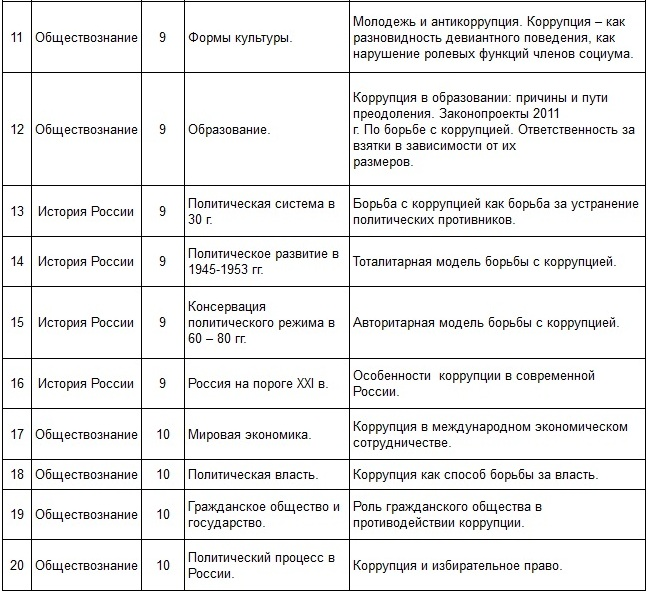 11 Обществознание 9 Формы культуры. Молодежь и антикоррупция. Коррупция – как
разновидность девиантного поведения, как
нарушение ролевых функций членов социума.
12 Обществознание 9 Образование. Коррупция в образовании: причины и пути
преодоления. Законопроекты 2011
г. По борьбе с коррупцией. Ответственность за
взятки в зависимости от их
размеров.
13 История России 9 Политическая система в
30 г.
Борьба с коррупцией как борьба за устранение
политических противников.
14 История России 9 Политическое развитие в
1945-1953 гг.
Тоталитарная модель борьбы с коррупцией.
15 История России 9 Консервация
политического режима в
60 – 80 гг.
Авторитарная модель борьбы с коррупцией.
16 История России 9 Россия на пороге XXI в. Особенности коррупции в современной
России.
17 Обществознание 10 Мировая экономика. Коррупция в международном экономическом
сотрудничестве.
18 Обществознание 10 Политическая власть. Коррупция как способ борьбы за власть.
19 Обществознание 10 Гражданское общество и
государство.
Роль гражданского общества в
противодействии коррупции.
20 Обществознание 10 Политический процесс в
России.
Коррупция и избирательное право.